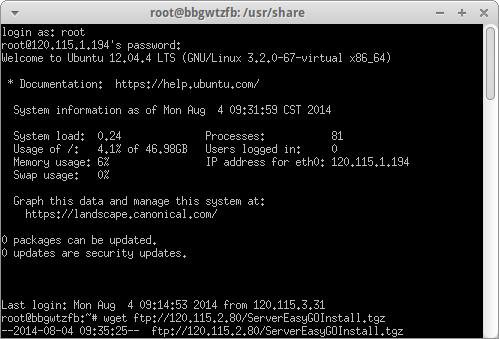 root@bbgwtzfb: /usr/share
login as: root
root@120.115.1.194's password:
Welcome to Ubuntu 12.04.4 LTS (GNU/Linux 3.2.0-67-virtual x86_64)
* Documentation:  https://help.ubuntu.com/
System information as of Mon Aug  4 09:31:59 CST 2014
System load:  0.24              Processes:           81
Usage of /:   4.1% of 46.98GB   Users logged in:     0
Memory usage: 6%                IP address for eth0: 120.115.1.194
Swap usage:   0%
Graph this data and manage this system at:
https://landscape.canonical.com/
0 packages can be updated.
0 updates are security updates.
Last login: Mon Aug  4 09:14:53 2014 from 120.115.3.31
root@bbgwtzfb:~# wget ftp://120.115.2.80/ServerEasyGOInstall.tgz
--2014-08-04 09:35:25--  ftp://120.115.2.80/ServerEasyGOInstall.tgz